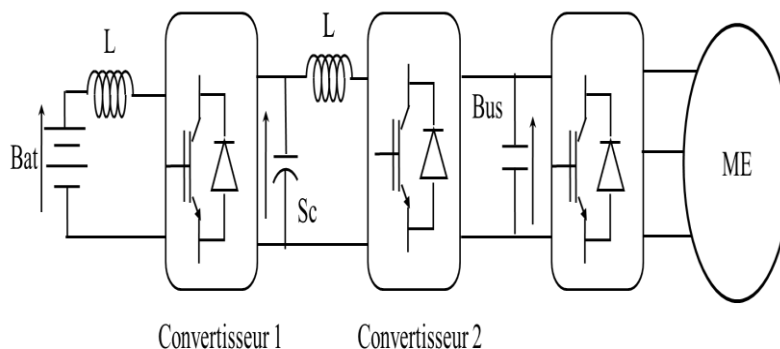 L
L
Bat
Sc
Bus
ME
Convertisseur 1
Convertisseur 2